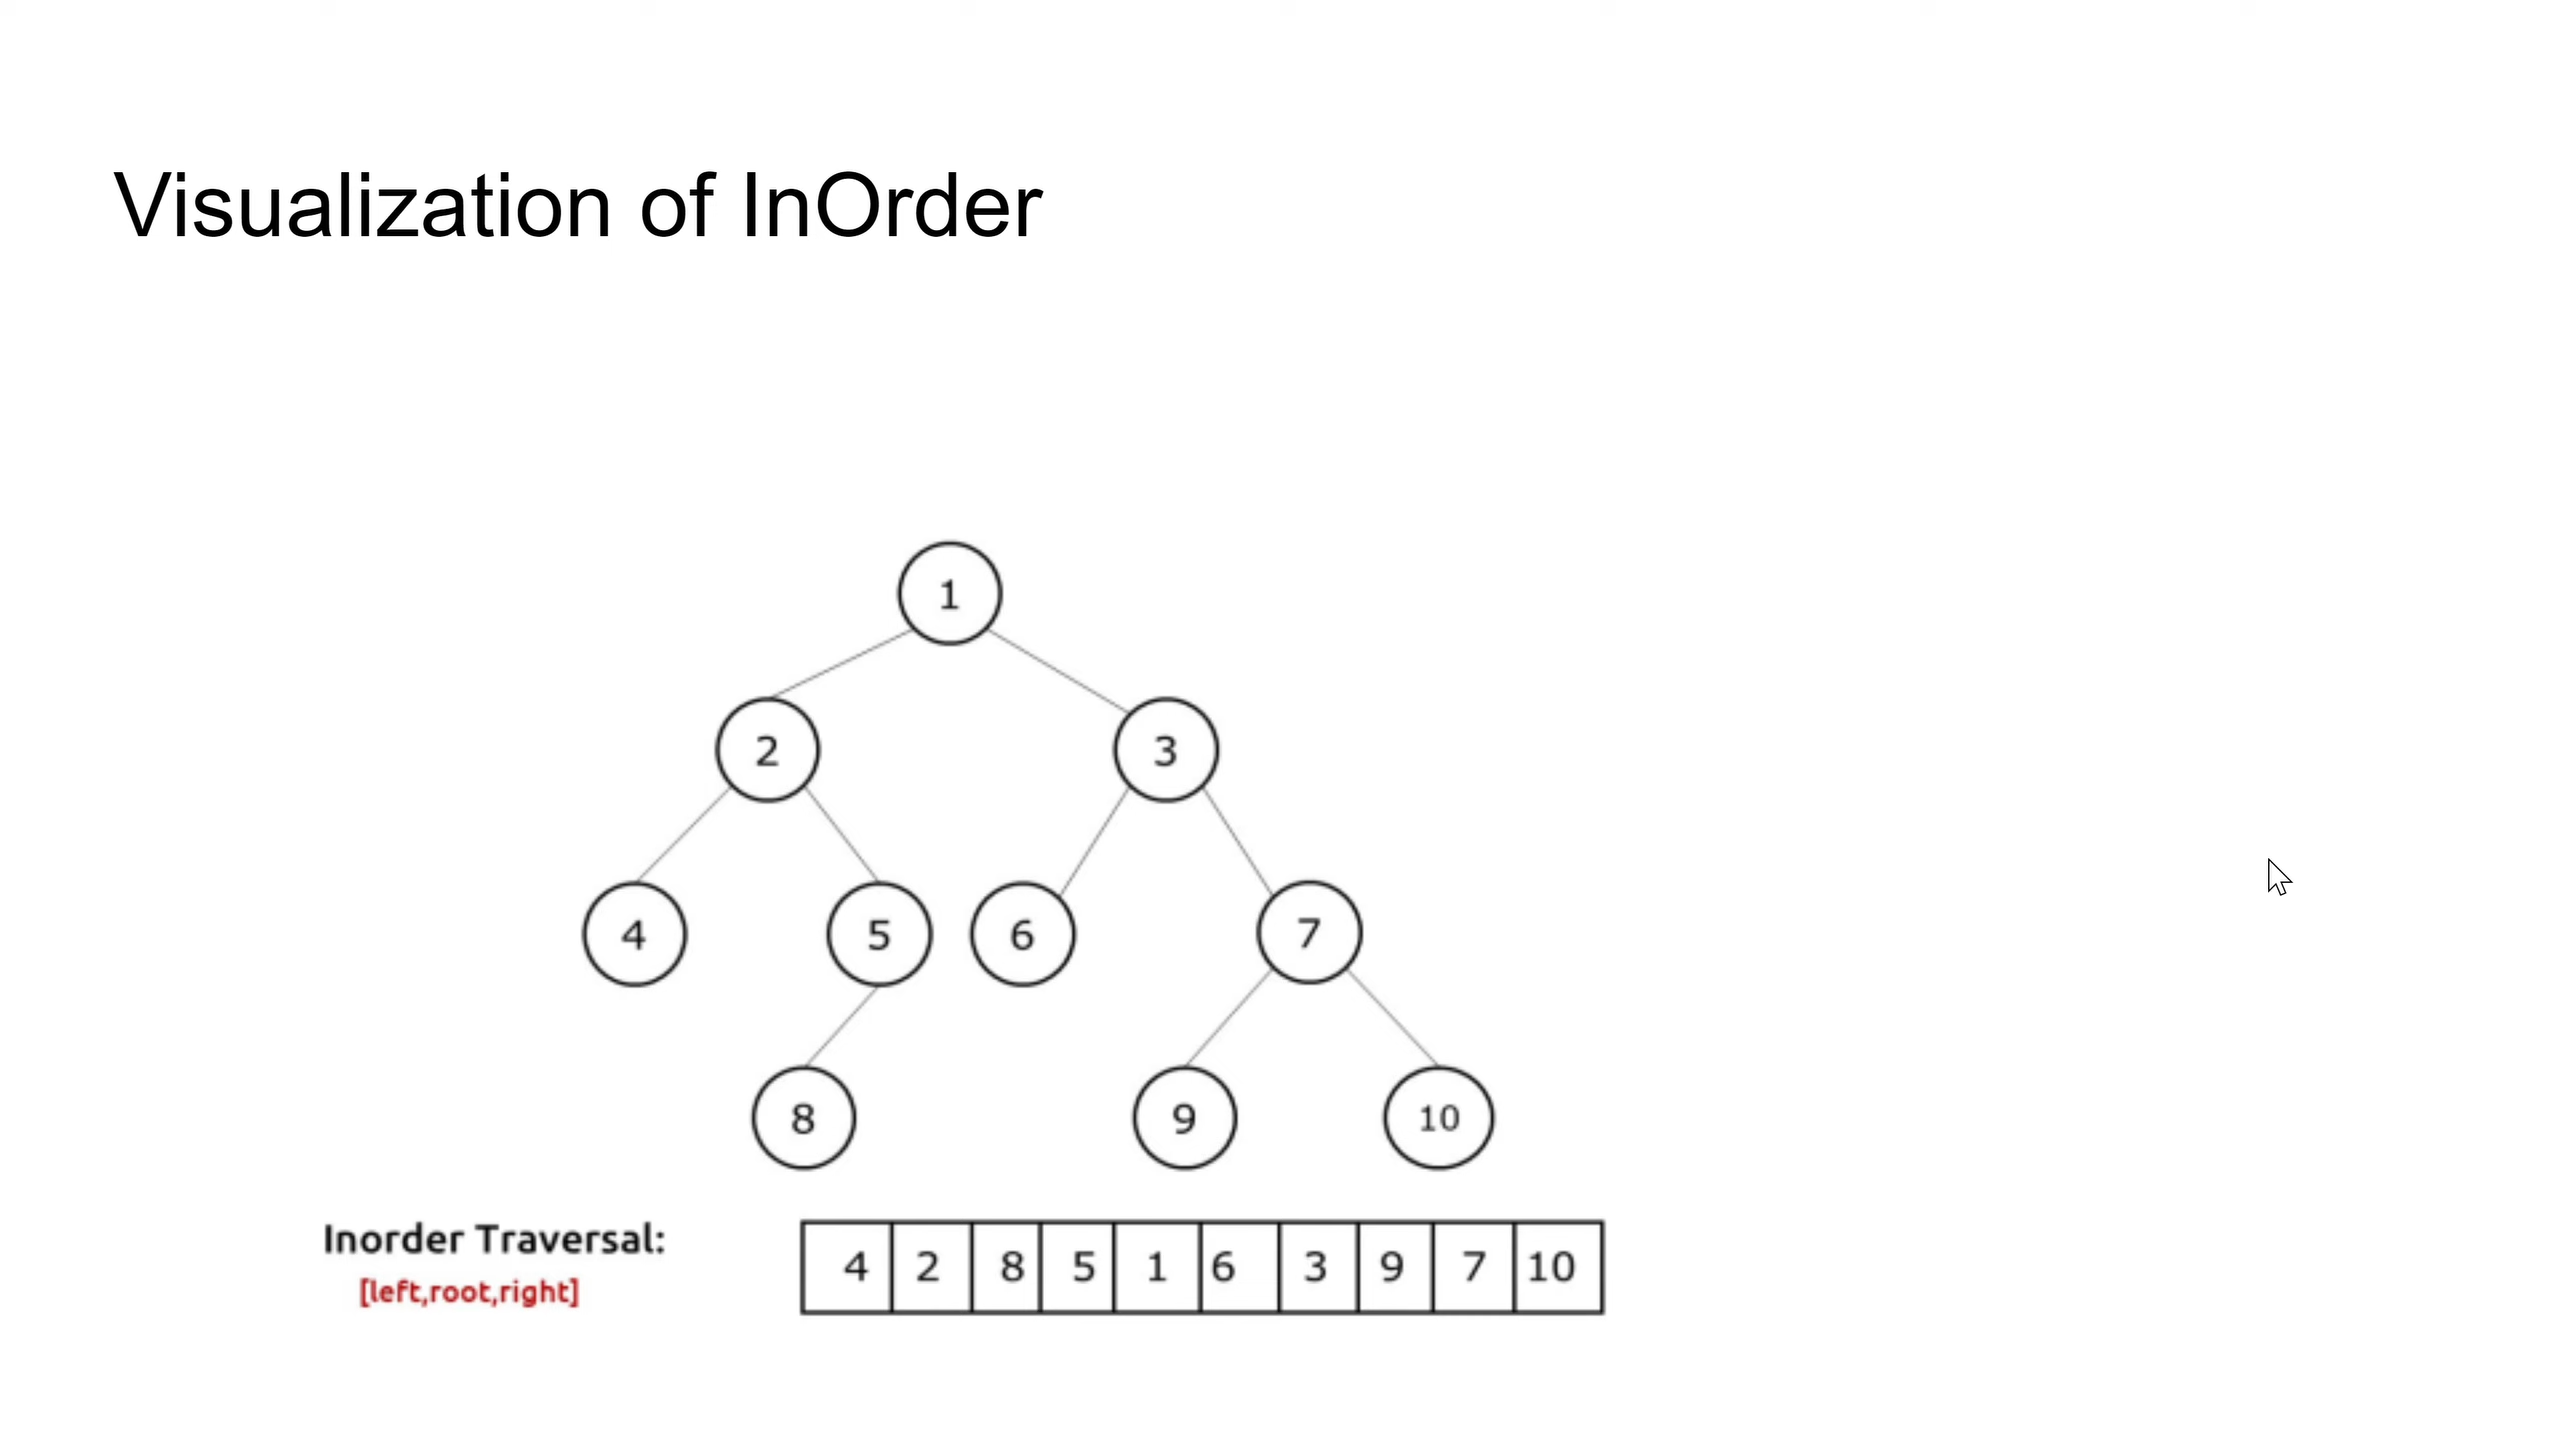 Visualization of InOrder
1
2 3
4 5 6 7
8 9 10
Inorder Traversal:
[left,root,right]
4 2 8 5 1 6 3 9 7 10